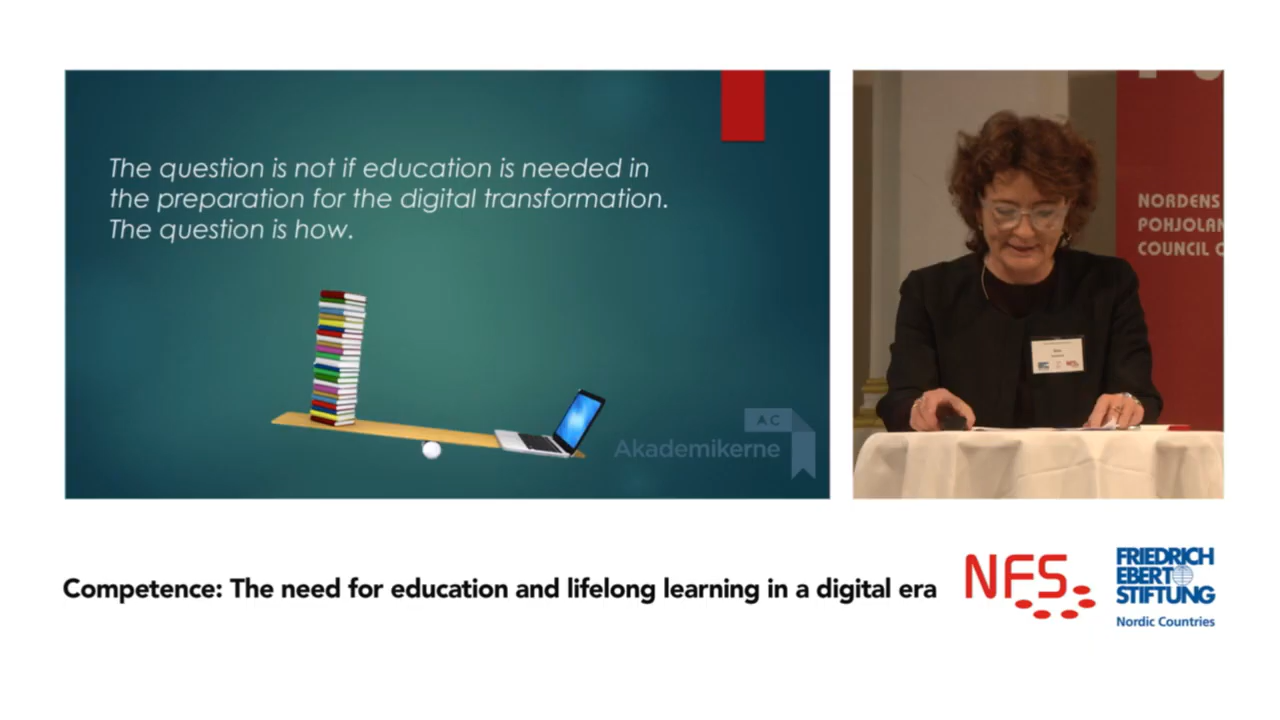 The question is not if education is needed in
the preparation for the digital transformation.
The question is how.
AC
Akademikerne
NORDENS
POHJOLAN
COUNCIL
Competence: The need for education and lifelong learning in a digital era
NFS
FRIEDRICH
EBERT
STIFTUNG
Nordic Countries